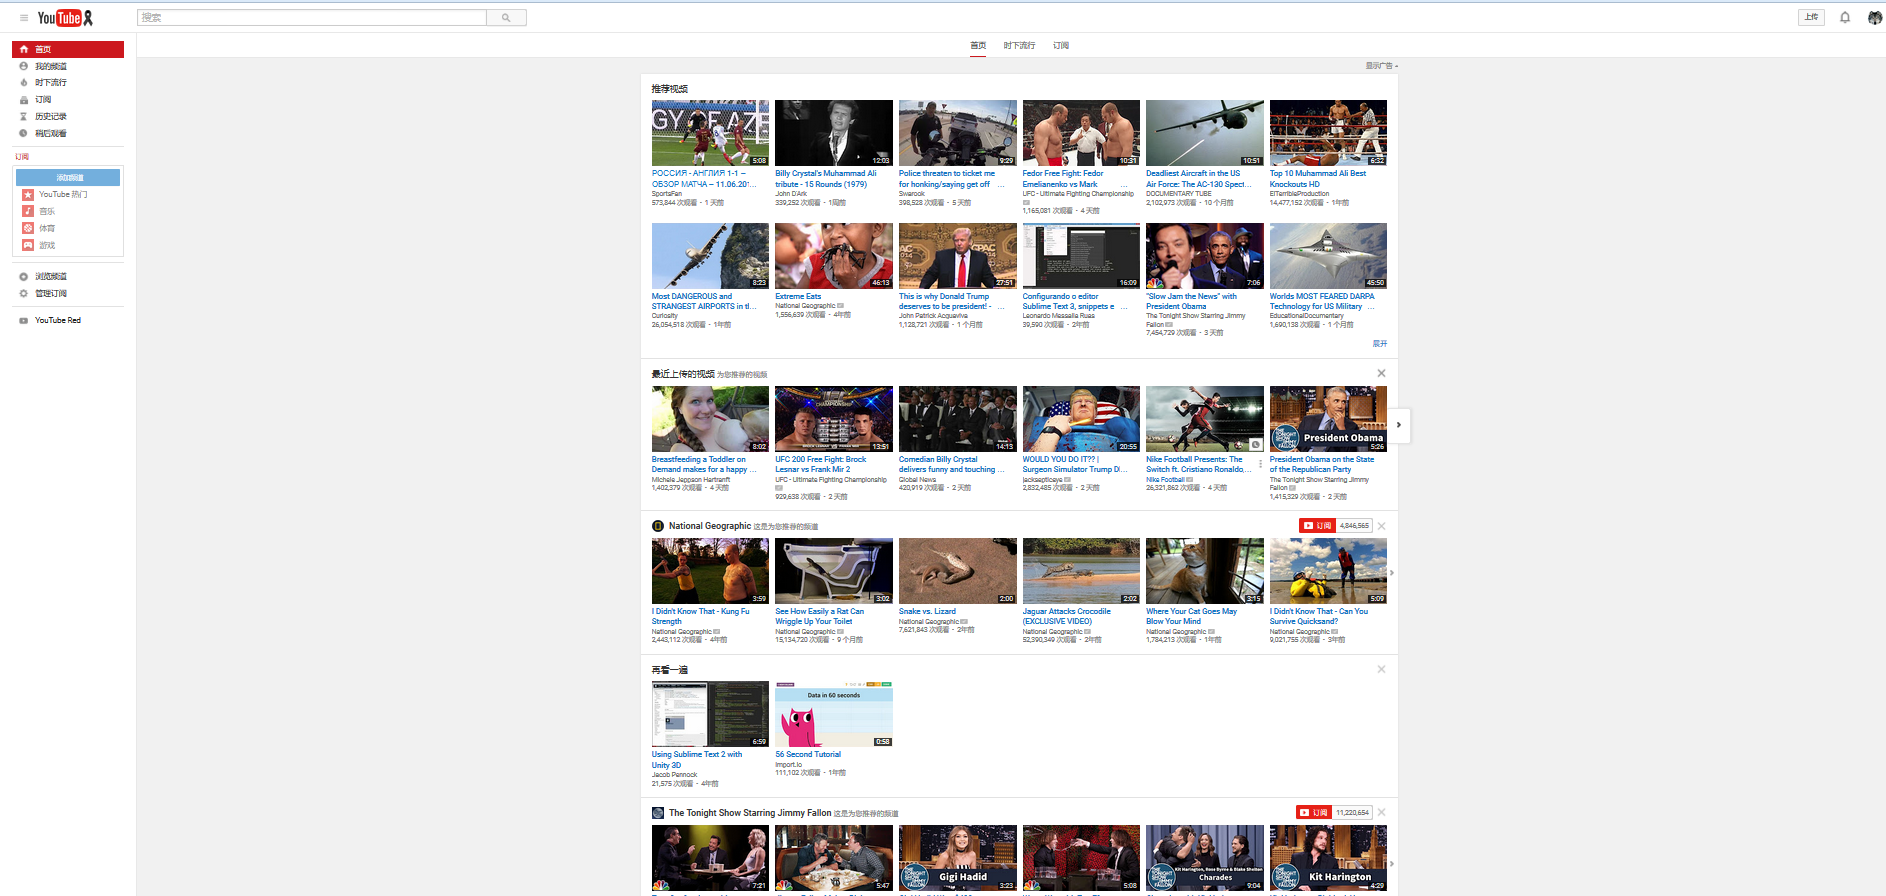 YouTube
搜索
上传
首页
我的频道
时下流行
订阅
历史记录
稍后观看
订阅
添加频道
YouTube 热门
音乐
体育
游戏
浏览频道
管理订阅
YouTube Red
首页 时下流行 订阅
显示广告
推荐视频
5:08
РОССИЯ - АНГЛИЯ 1-1 –
ОБЗОР МАТЧА – 11.06.201...
SportsFan
573,844 次观看 • 1 天前
12:03
Billy Crystal's Muhammad Ali
tribute - 15 Rounds (1979)
John D'Ark
339,252 次观看 • 1周前
9:29
Police threaten to ticket me
for honking/saying get off ...
Swerook
398,528 次观看 • 5 天前
10:31
Fedor Free Fight: Fedor
Emelianenko vs Mark ...
UFC - Ultimate Fighting Championship
1,165,081 次观看 • 4 天前
10:51
Deadliest Aircraft in the US
Air Force: The AC-130 Spect...
DOCUMENTARY TUBE
2,102,973 次观看 • 10 个月前
6:32
Top 10 Muhammad Ali Best
Knockouts HD
ElTerribleProduction
14,477,152 次观看 • 1年前
8:23
Most DANGEROUS and
STRANGEST AIRPORTS in t...
Curiosity
26,054,518 次观看 • 1年前
46:13
Extreme Eats
National Geographic
1,556,639 次观看 • 4年前
27:51
This is why Donald Trump
deserves to be president! - ...
John Patrick Acquaviva
1,128,721 次观看 • 1 个月前
16:09
Configurando o editor
Sublime Text 3, snippets e ...
Leonardo Messalla Ruas
39,590 次观看 • 2年前
7:06
"Slow Jam the News" with
President Obama
The Tonight Show Starring Jimmy
Fallon
7,454,729 次观看 • 3 天前
45:50
Worlds MOST FEARED DARPA
Technology for US Military ...
EducationalDocumentary
1,690,138 次观看 • 1 个月前
展开
最近上传的视频 为您推荐的视频
8:02
Breastfeeding a Toddler on
Demand makes for a happy ...
Michele Jeppson Hartranft
1,402,379 次观看 • 4 天前
13:51
UFC 200 Free Fight: Brock
Lesnar vs Frank Mir 2
UFC - Ultimate Fighting Championship
929,638 次观看 • 2 天前
14:13
Comedian Billy Crystal
delivers funny and touching ...
Global News
420,919 次观看 • 2 天前
20:55
WOULD YOU DO IT?? |
Surgeon Simulator Trump D...
jacksepticeye
2,832,485 次观看 • 2 天前
Nike Football Presents: The
Switch ft. Cristiano Ronaldo,...
Nike Football
26,321,862 次观看 • 4 天前
THE TONIGHT SHOW
President Obama
5:26
President Obama on the State
of the Republican Party
The Tonight Show Starring Jimmy
Fallon
1,415,329 次观看 • 2 天前
National Geographic 这是为您推荐的频道
订阅 4,846,565
3:59
I Didn't Know That - Kung Fu
Strength
National Geographic
2,443,112 次观看 • 4年前
3:02
See How Easily a Rat Can
Wriggle Up Your Toilet
National Geographic
15,134,720 次观看 • 9 个月前
2:00
Snake vs. Lizard
National Geographic
7,621,843 次观看 • 2年前
2:02
Jaguar Attacks Crocodile
(EXCLUSIVE VIDEO)
National Geographic
52,390,349 次观看 • 2年前
3:15
Where Your Cat Goes May
Blow Your Mind
National Geographic
1,784,213 次观看 • 1年前
5:09
I Didn't Know That - Can You
Survive Quicksand?
National Geographic
9,021,755 次观看 • 3年前
再看一遍
6:59
Using Sublime Text 2 with
Unity 3D
Jacob Pennock
21,575 次观看 • 4年前
Data in 60 seconds
0:58
56 Second Tutorial
import.io
111,102 次观看 • 1年前
The Tonight Show Starring Jimmy Fallon 这是为您推荐的频道
订阅 11,220,654
7:21
5:47
Gigi Hadid
3:23
5:08
Kit Harington, Rose Byrne & Blake Shelton
Charades
9:04
Kit Harington
4:29